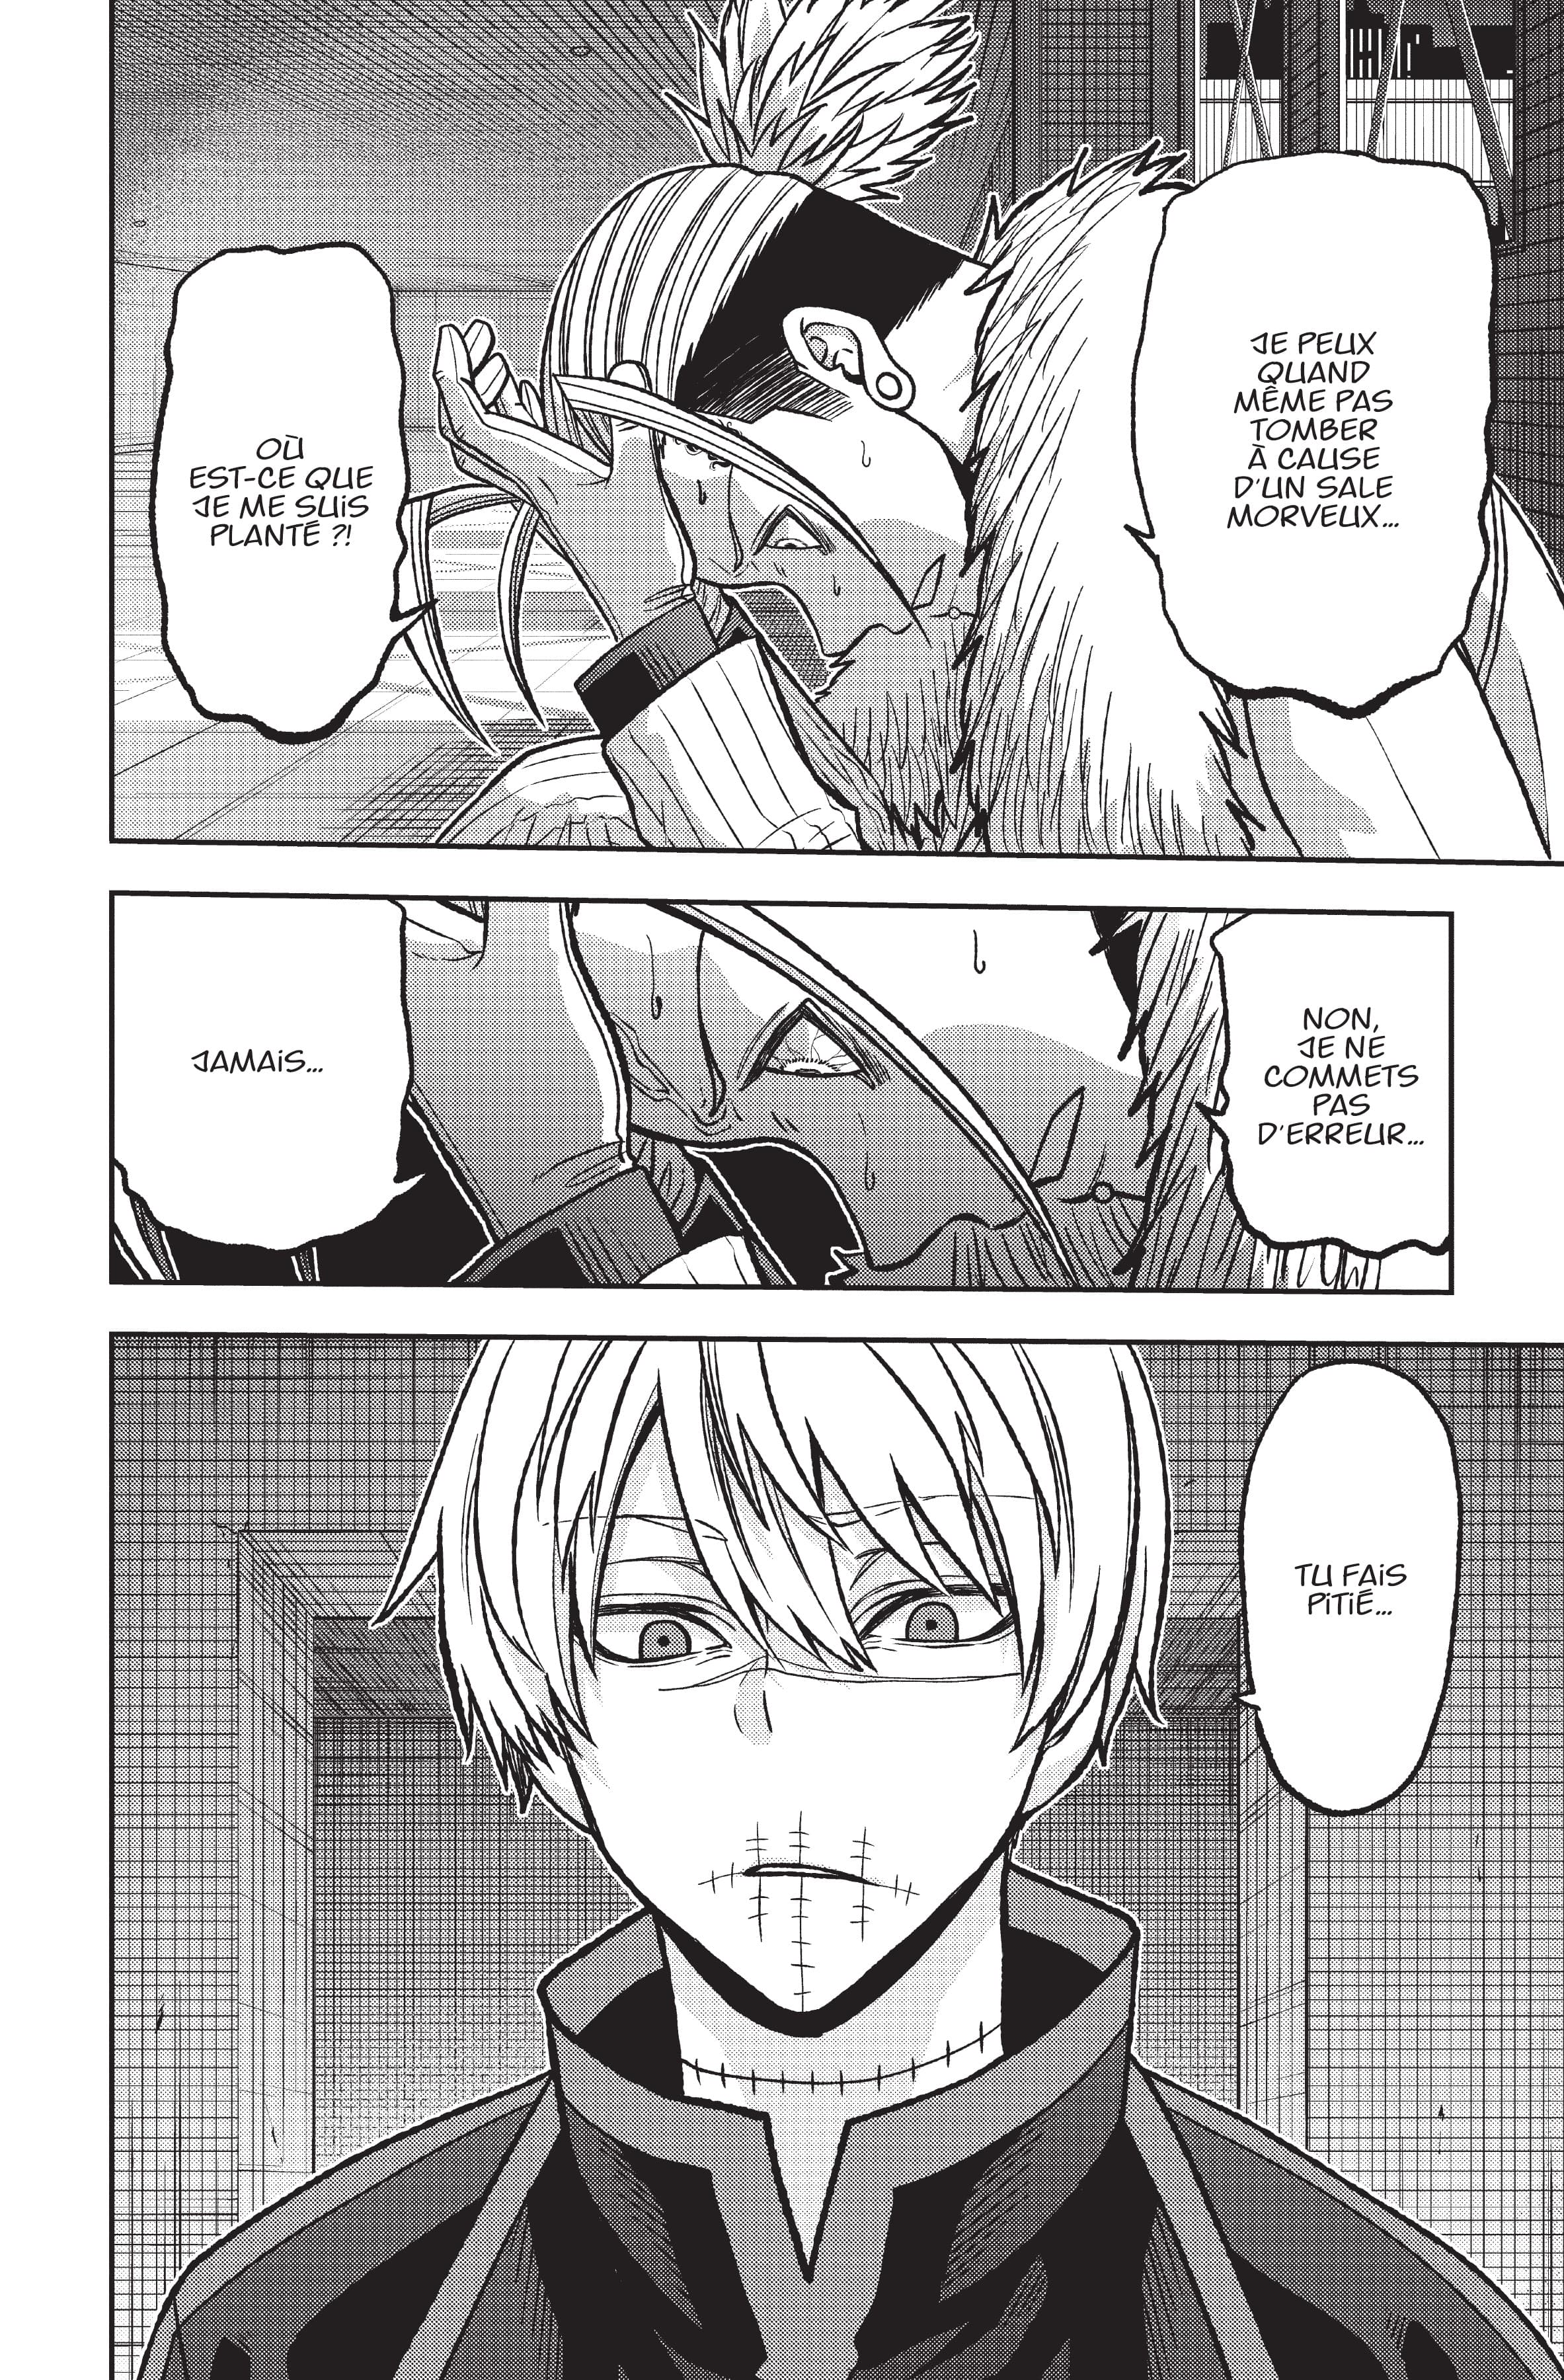 JE PEUX
QUAND
MÊME PAS
TOMBER
À CAUSE
D'UN SALE
MORVEUX...
OÙ
EST-CE QUE
JE ME SUIS
PLANTÉ ?!
NON,
JE NE
COMMETS
PAS
D'ERREUR...
JAMAIS...
TU FAIS
PITIÉ...